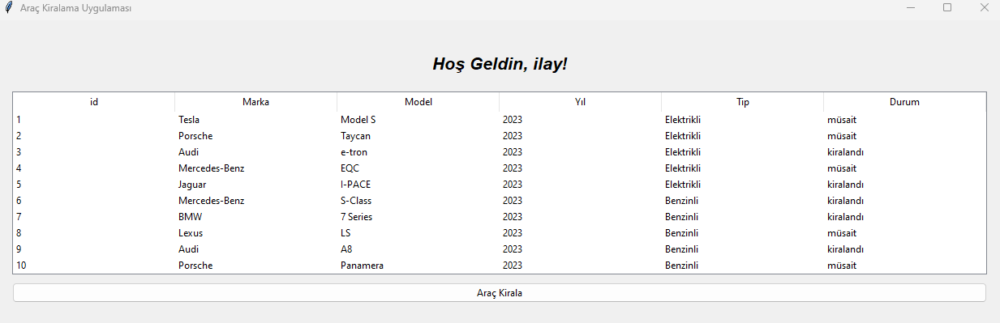 Araç Kiralama Uygulaması
Hoş Geldin, ilay!
id Marka Model Yıl Tip Durum
1 Tesla Model S 2023 Elektrikli müsait
2 Porsche Taycan 2023 Elektrikli müsait
3 Audi e-tron 2023 Elektrikli kiralandı
4 Mercedes-Benz EQC 2023 Elektrikli müsait
5 Jaguar I-PACE 2023 Elektrikli kiralandı
6 Mercedes-Benz S-Class 2023 Benzinli kiralandı
7 BMW 7 Series 2023 Benzinli kiralandı
8 Lexus LS 2023 Benzinli müsait
9 Audi A8 2023 Benzinli kiralandı
10 Porsche Panamera 2023 Benzinli müsait
Araç Kirala